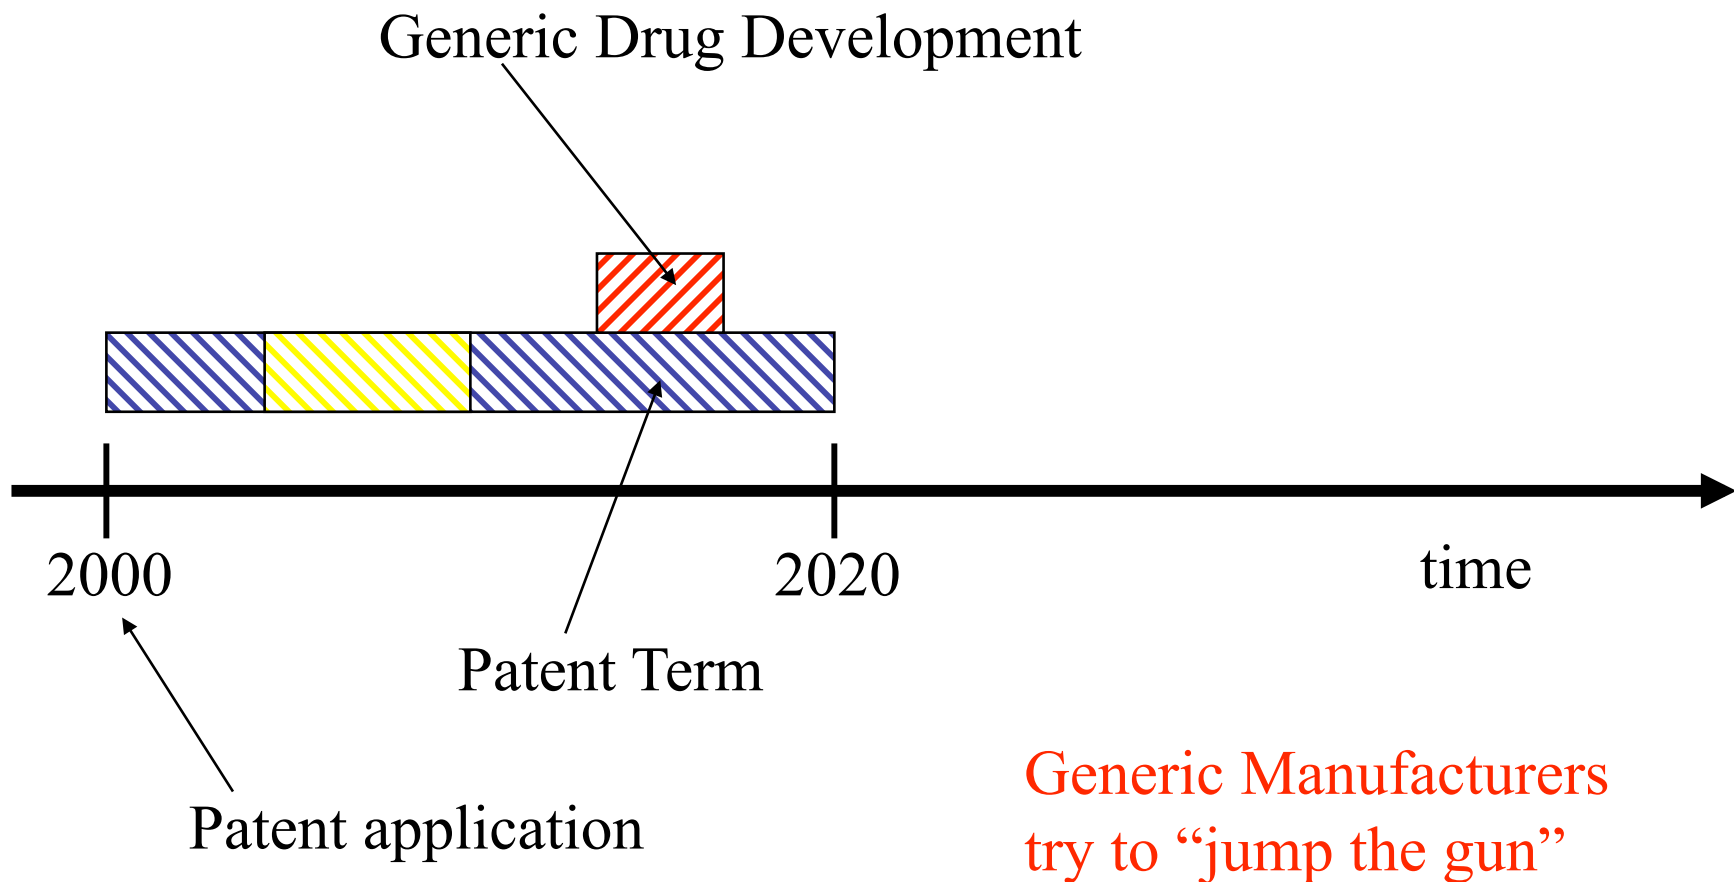 Generic Drug Development
2000
2020
time
Patent Term
Patent application
Generic Manufacturers
try to “jump the gun”